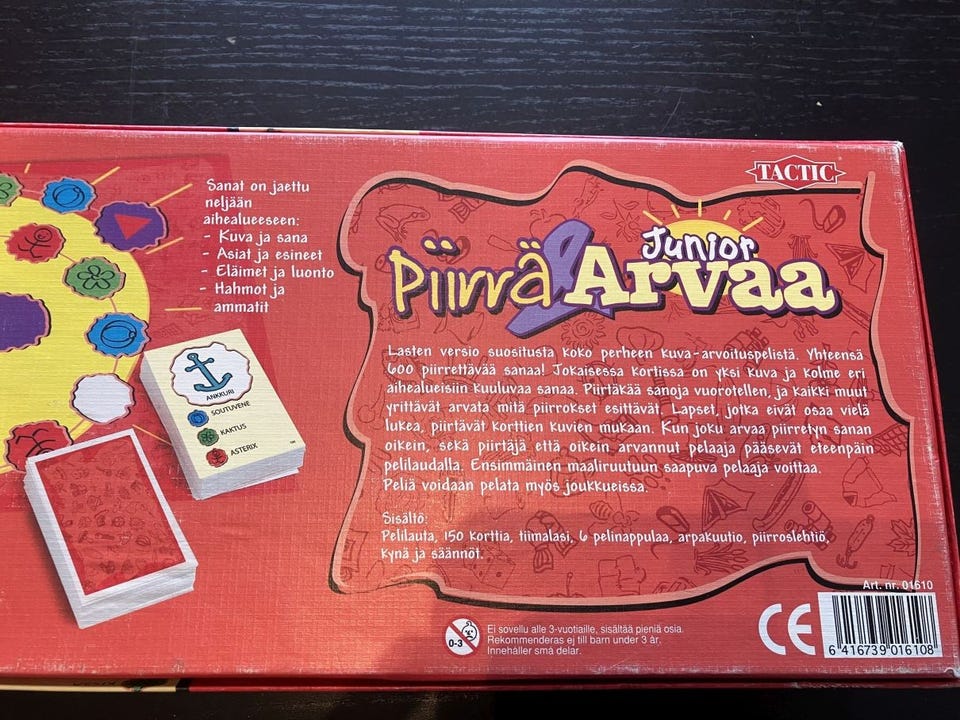 Sanat on jaettu
neljään
aihealueeseen:
- Kuva ja sana
- Asiat ja esineet
- Eläimet ja luonto
- Hahmot ja
ammatit
ANKKURI
SOUTUVENE
KAKTUS
ASTERIX
TACTIC
Piirrä & Arvaa Junior
Lasten versio suositusta koko perheen kuva-arvoituspelistä. Yhteensä
600 piirrettävää sanaa! Jokaisessa kortissa on yksi kuva ja kolme eri
aihealueisiin kuuluvaa sanaa. Piirtäkää sanoja vuorotellen, ja kaikki muut
yrittävät arvata mitä piirrokset esittävät. Lapset, jotka eivät osaa vielä
lukea, piirtävät korttien kuvien mukaan. Kun joku arvaa piirretyn sanan
oikein, sekä piirtäjä että oikein arvannut pelaaja pääsevät eteenpäin
pelilaudalla. Ensimmäinen maaliruutuun saapuva pelaaja voittaa.
Peliä voidaan pelata myös joukkueissa.
Sisältö:
Pelilauta, 150 korttia, tiimalasi, 6 pelinappulaa, arpakuutio, piirroslehtiö,
kynä ja säännöt.
Art. nr. 01610
0-3
Ei sovellu alle 3-vuotiaille, sisältää pieniä osia.
Rekommenderas ej till barn under 3 år.
Innehåller små delar.
CE
6 416739 016108